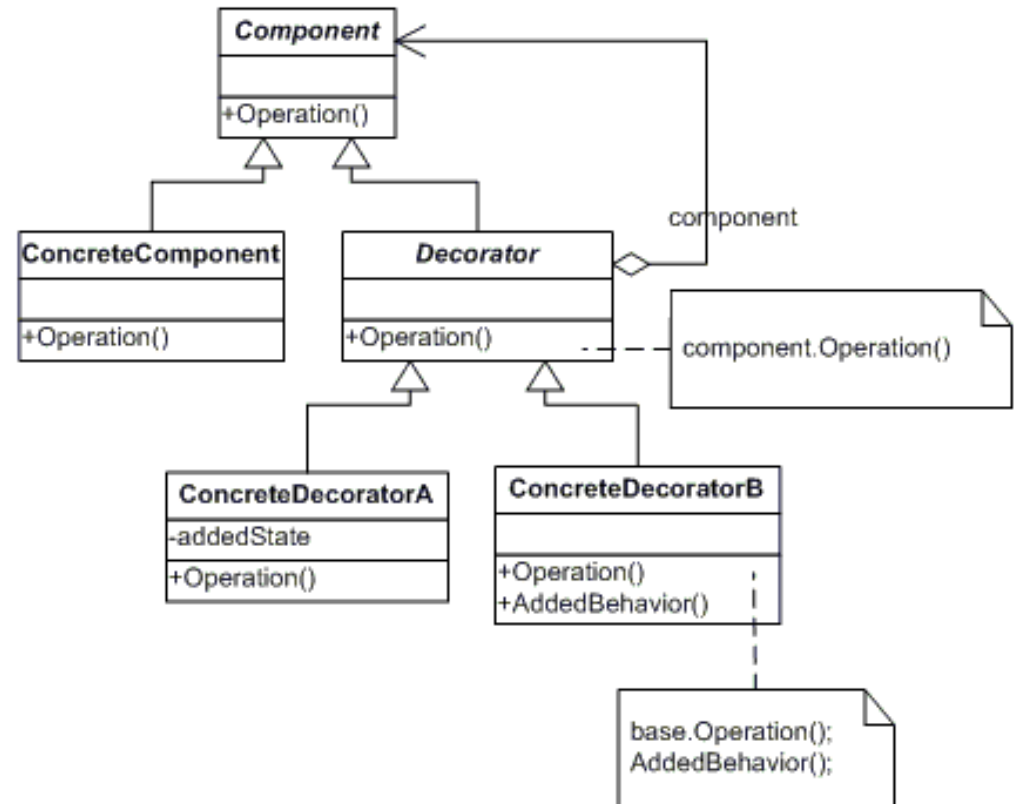 Component
+Operation()
component
ConcreteComponent
+Operation()
Decorator
+Operation()
component.Operation()
ConcreteDecoratorA
-addedState
+Operation()
ConcreteDecoratorB
+Operation()
+AddedBehavior()
base.Operation();
AddedBehavior();